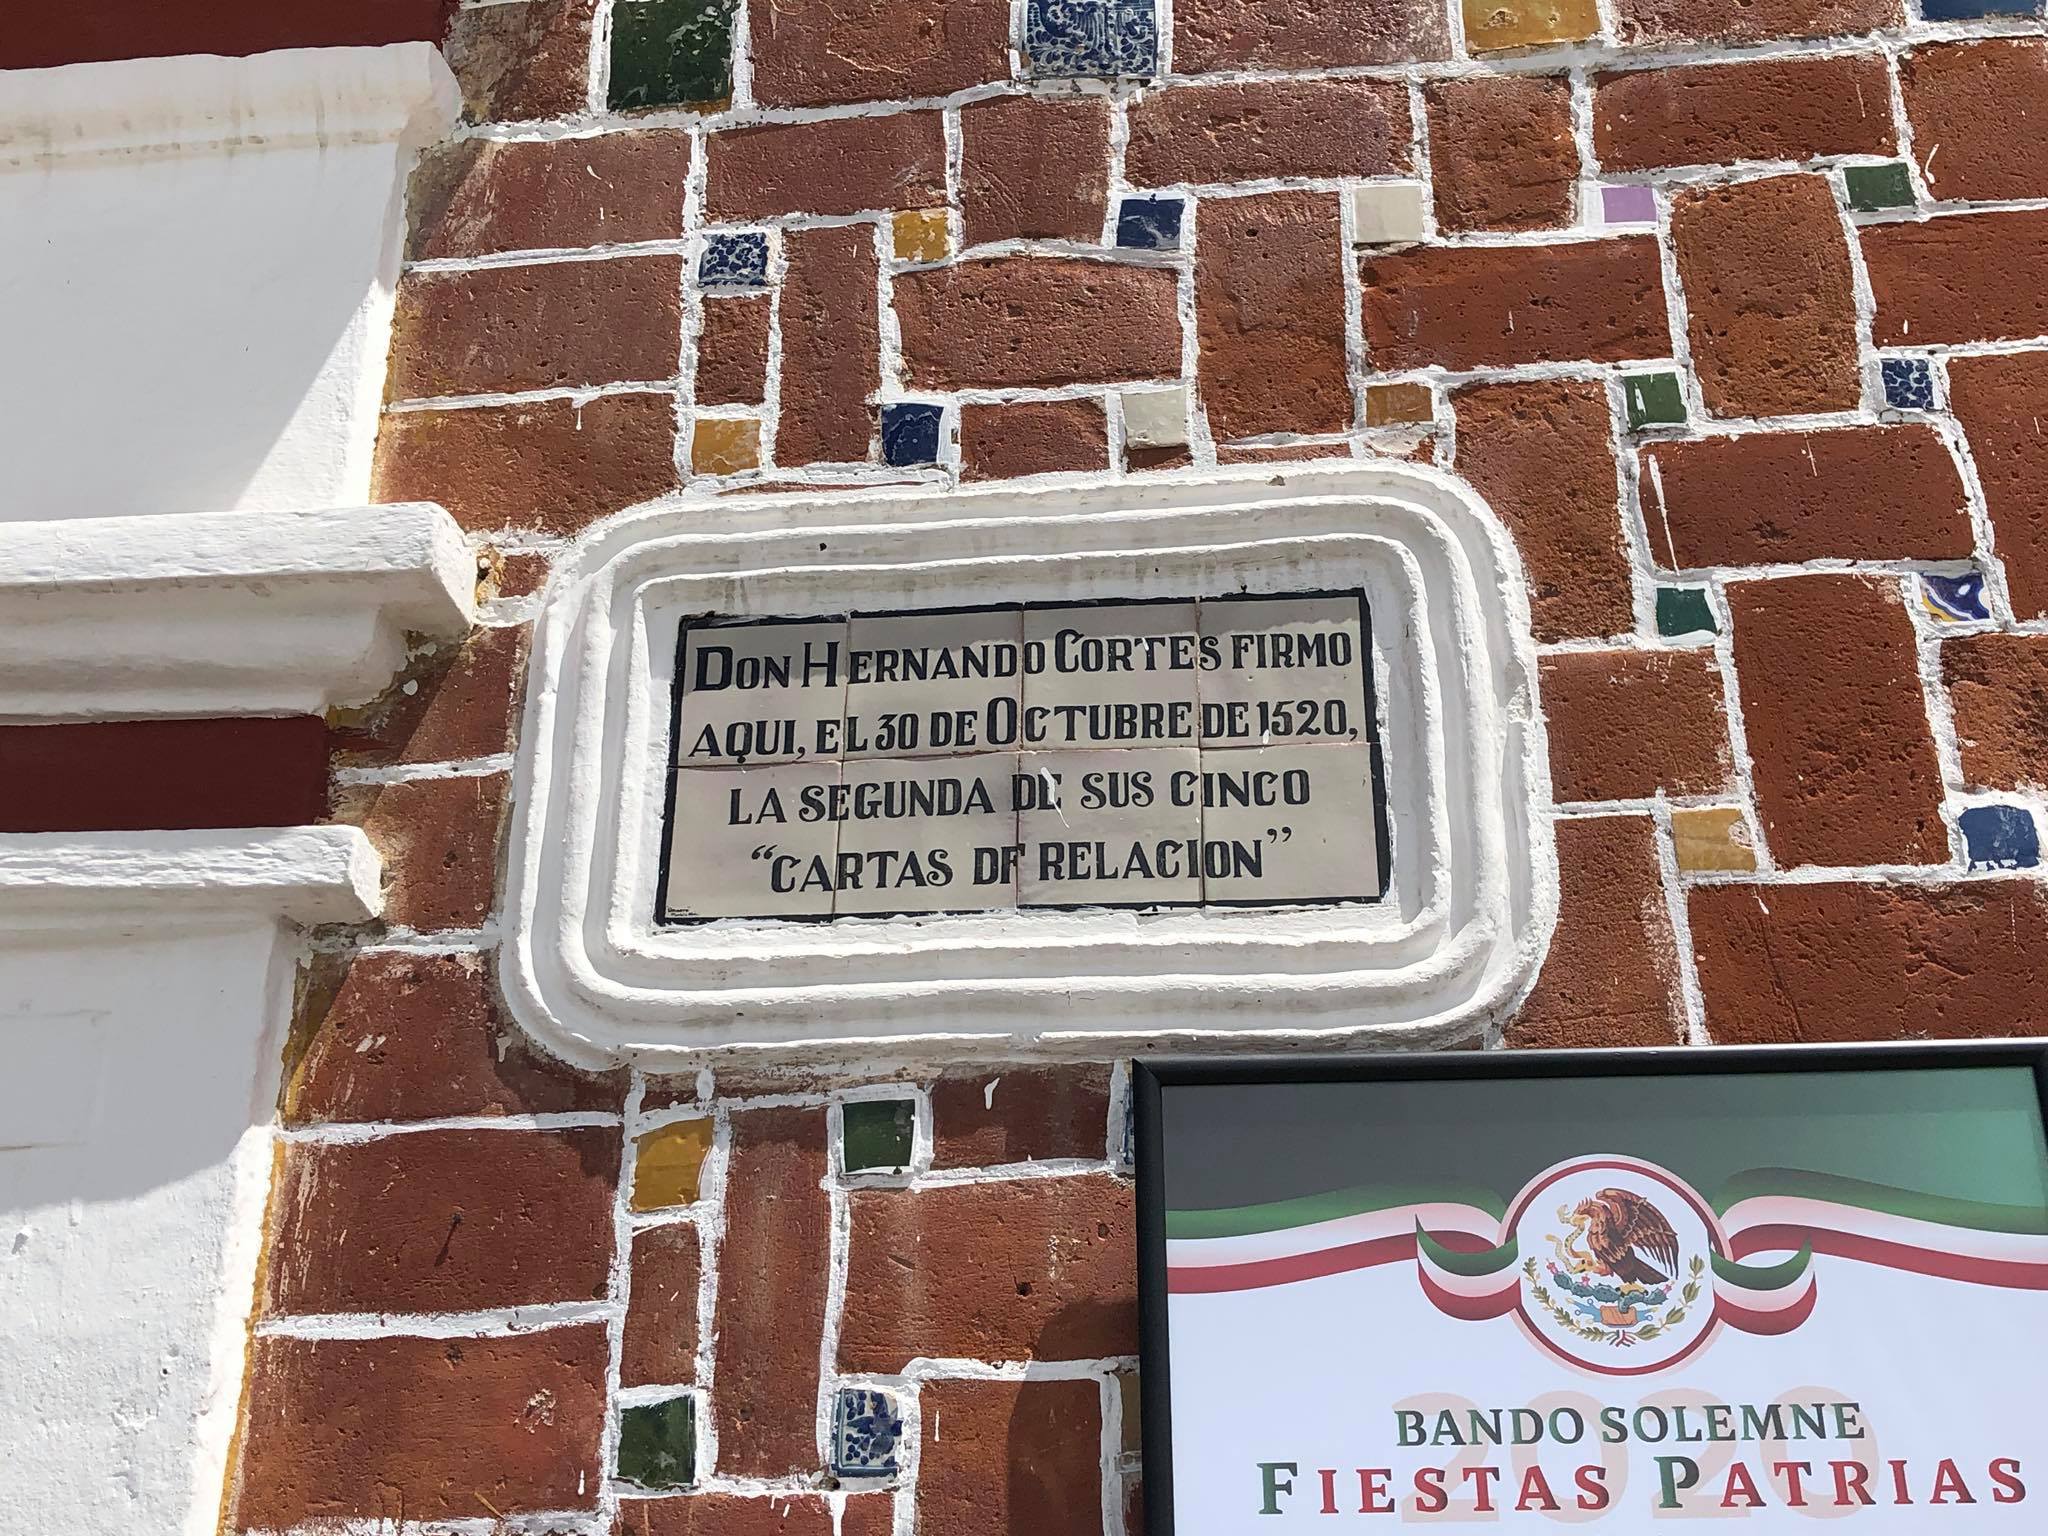 DON HERNANDO CORTES FIRMO
AQUI, EL 30 DE OCTUBRE DE 1520,
LA SEGUNDA DE SUS CINCO
“CARTAS DE RELACION”
2020
BANDO SOLEMNE
FIESTAS PATRIAS